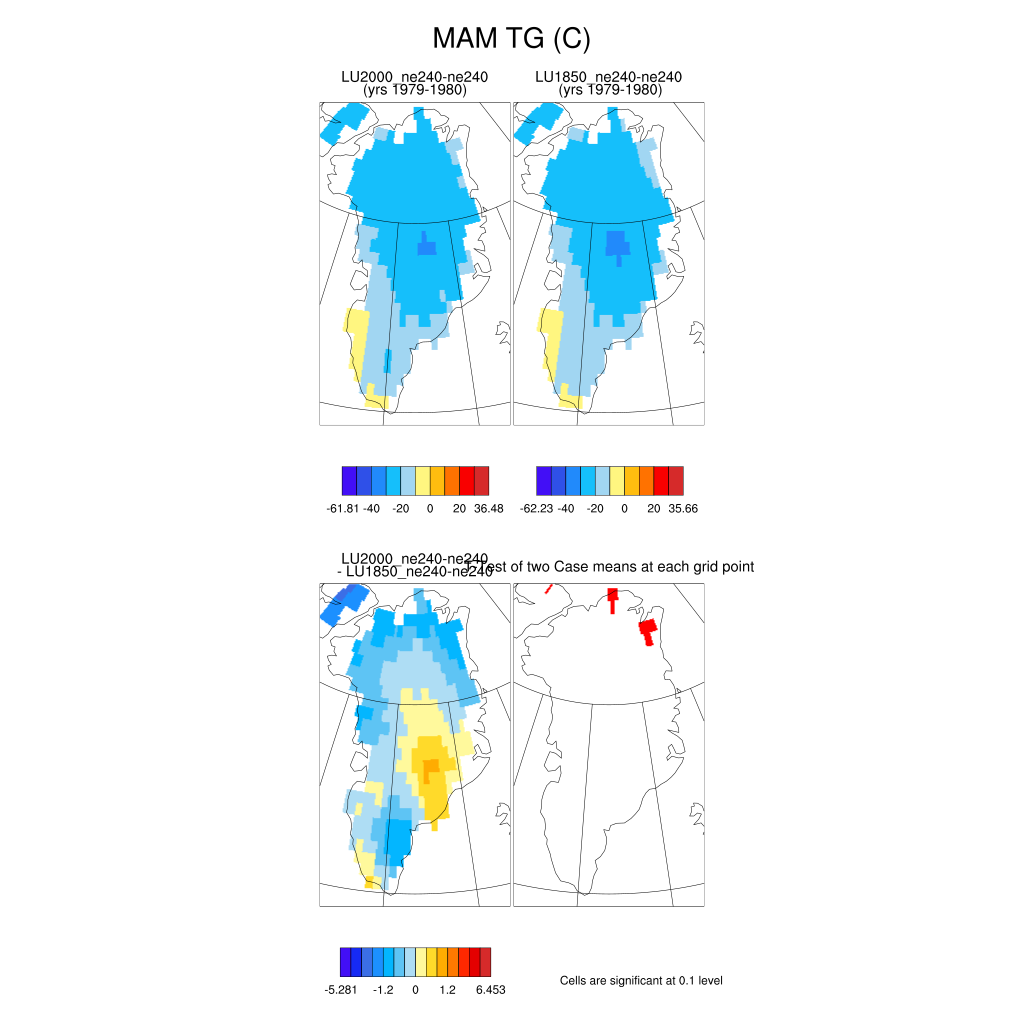 MAM TG (C)
LU2000_ne240-ne240
(yrs 1979-1980)
LU1850_ne240-ne240
(yrs 1979-1980)
-61.81 -40 -20 0 20 36.48
-62.23 -40 -20 0 20 35.66
LU2000_ne240-ne240
- LU1850_ne240-ne240
T-Test of two Case means at each grid point
-5.281 -1.2 0 1.2 6.453
Cells are significant at 0.1 level